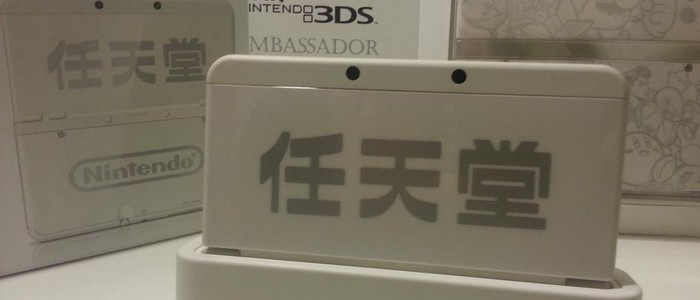 NINTENDO 3DS
MBASSADOR
任天堂
Nintendo
任天堂